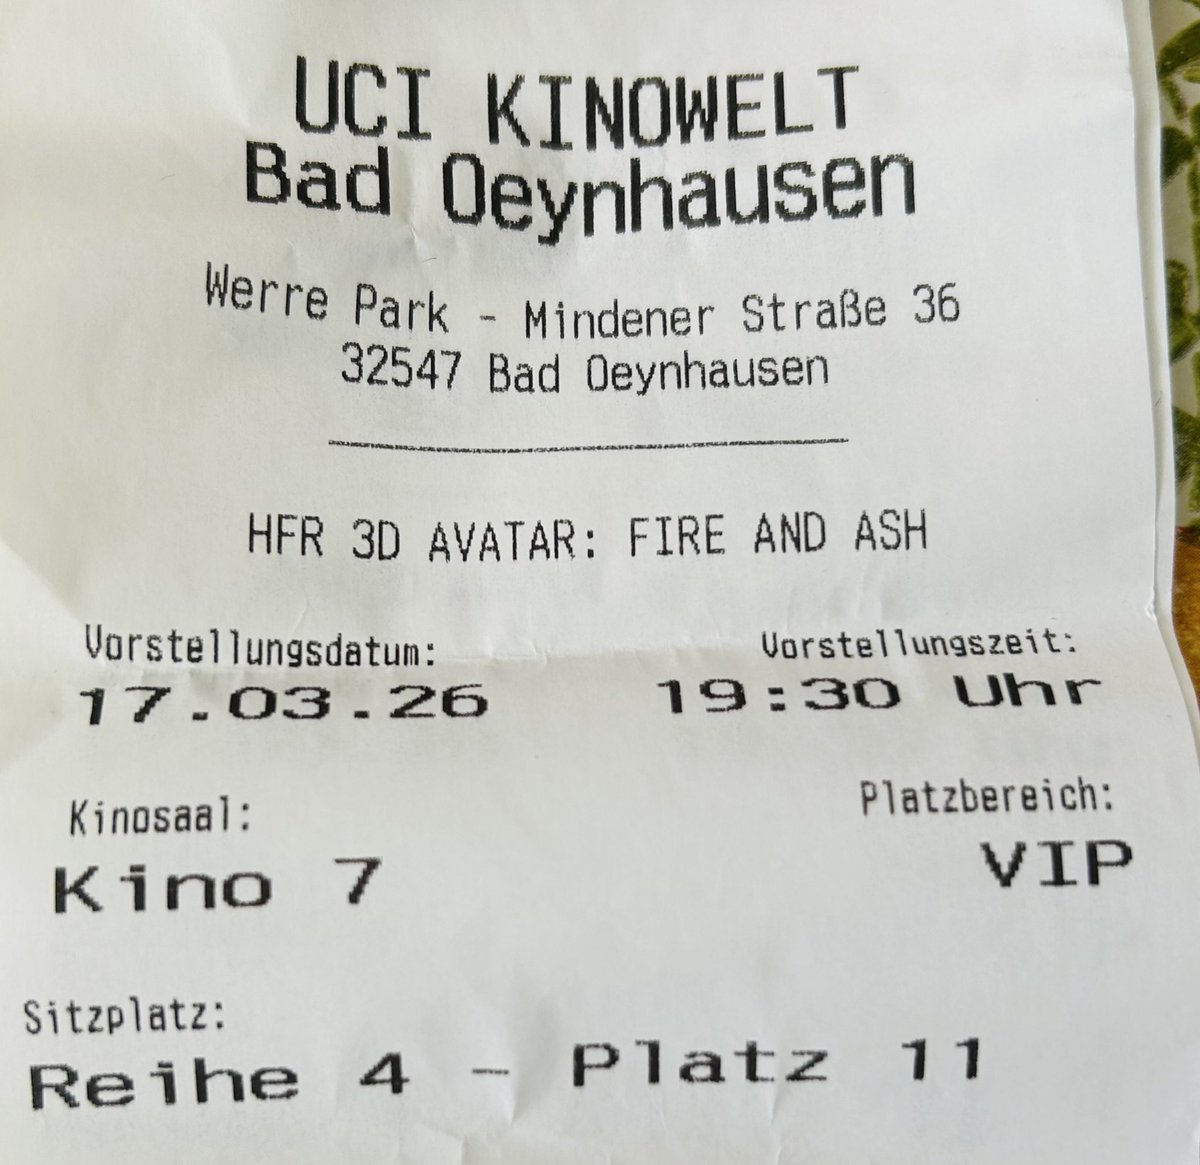 UCI KINOWELT
Bad Oeynhausen
Werre Park - Mindener Straße 36
32547 Bad Oeynhausen
HFR 3D AVATAR: FIRE AND ASH
Vorstellungsdatum: Vorstellungszeit:
17.03.26 19:30 Uhr
Kinosaal: Platzbereich:
Kino 7 VIP
Sitzplatz:
Reihe 4 - Platz 11